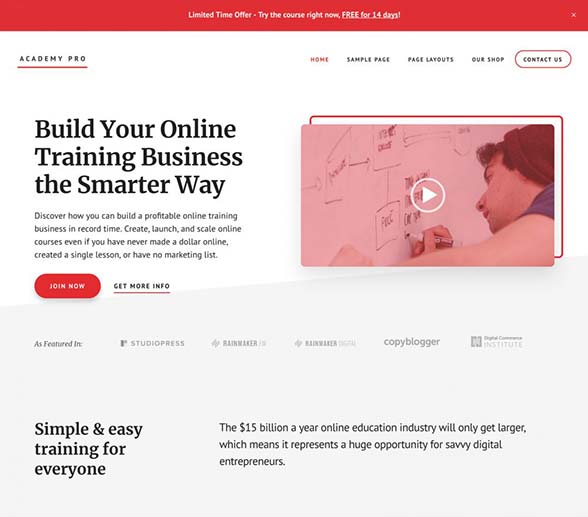 Limited Time Offer - Try the course right now, FREE for 14 days!
×
ACADEMY PRO
HOME
SAMPLE PAGE
PAGE LAYOUTS
OUR SHOP
CONTACT US
Build Your Online
Training Business
the Smarter Way
Discover how you can build a profitable online training
business in record time. Create, launch, and scale online
courses even if you have never made a dollar online,
created a single lesson, or have no marketing list.
JOIN NOW
GET MORE INFO
As Featured In:
STUDIOPRESS
RAINMAKER
RAINMAKER DIGITAL
copyblogger
Digital Commerce
INSTITUTE
Simple & easy
training for
everyone
The $15 billion a year online education industry will only get larger,
which means it represents a huge opportunity for savvy digital
entrepreneurs.